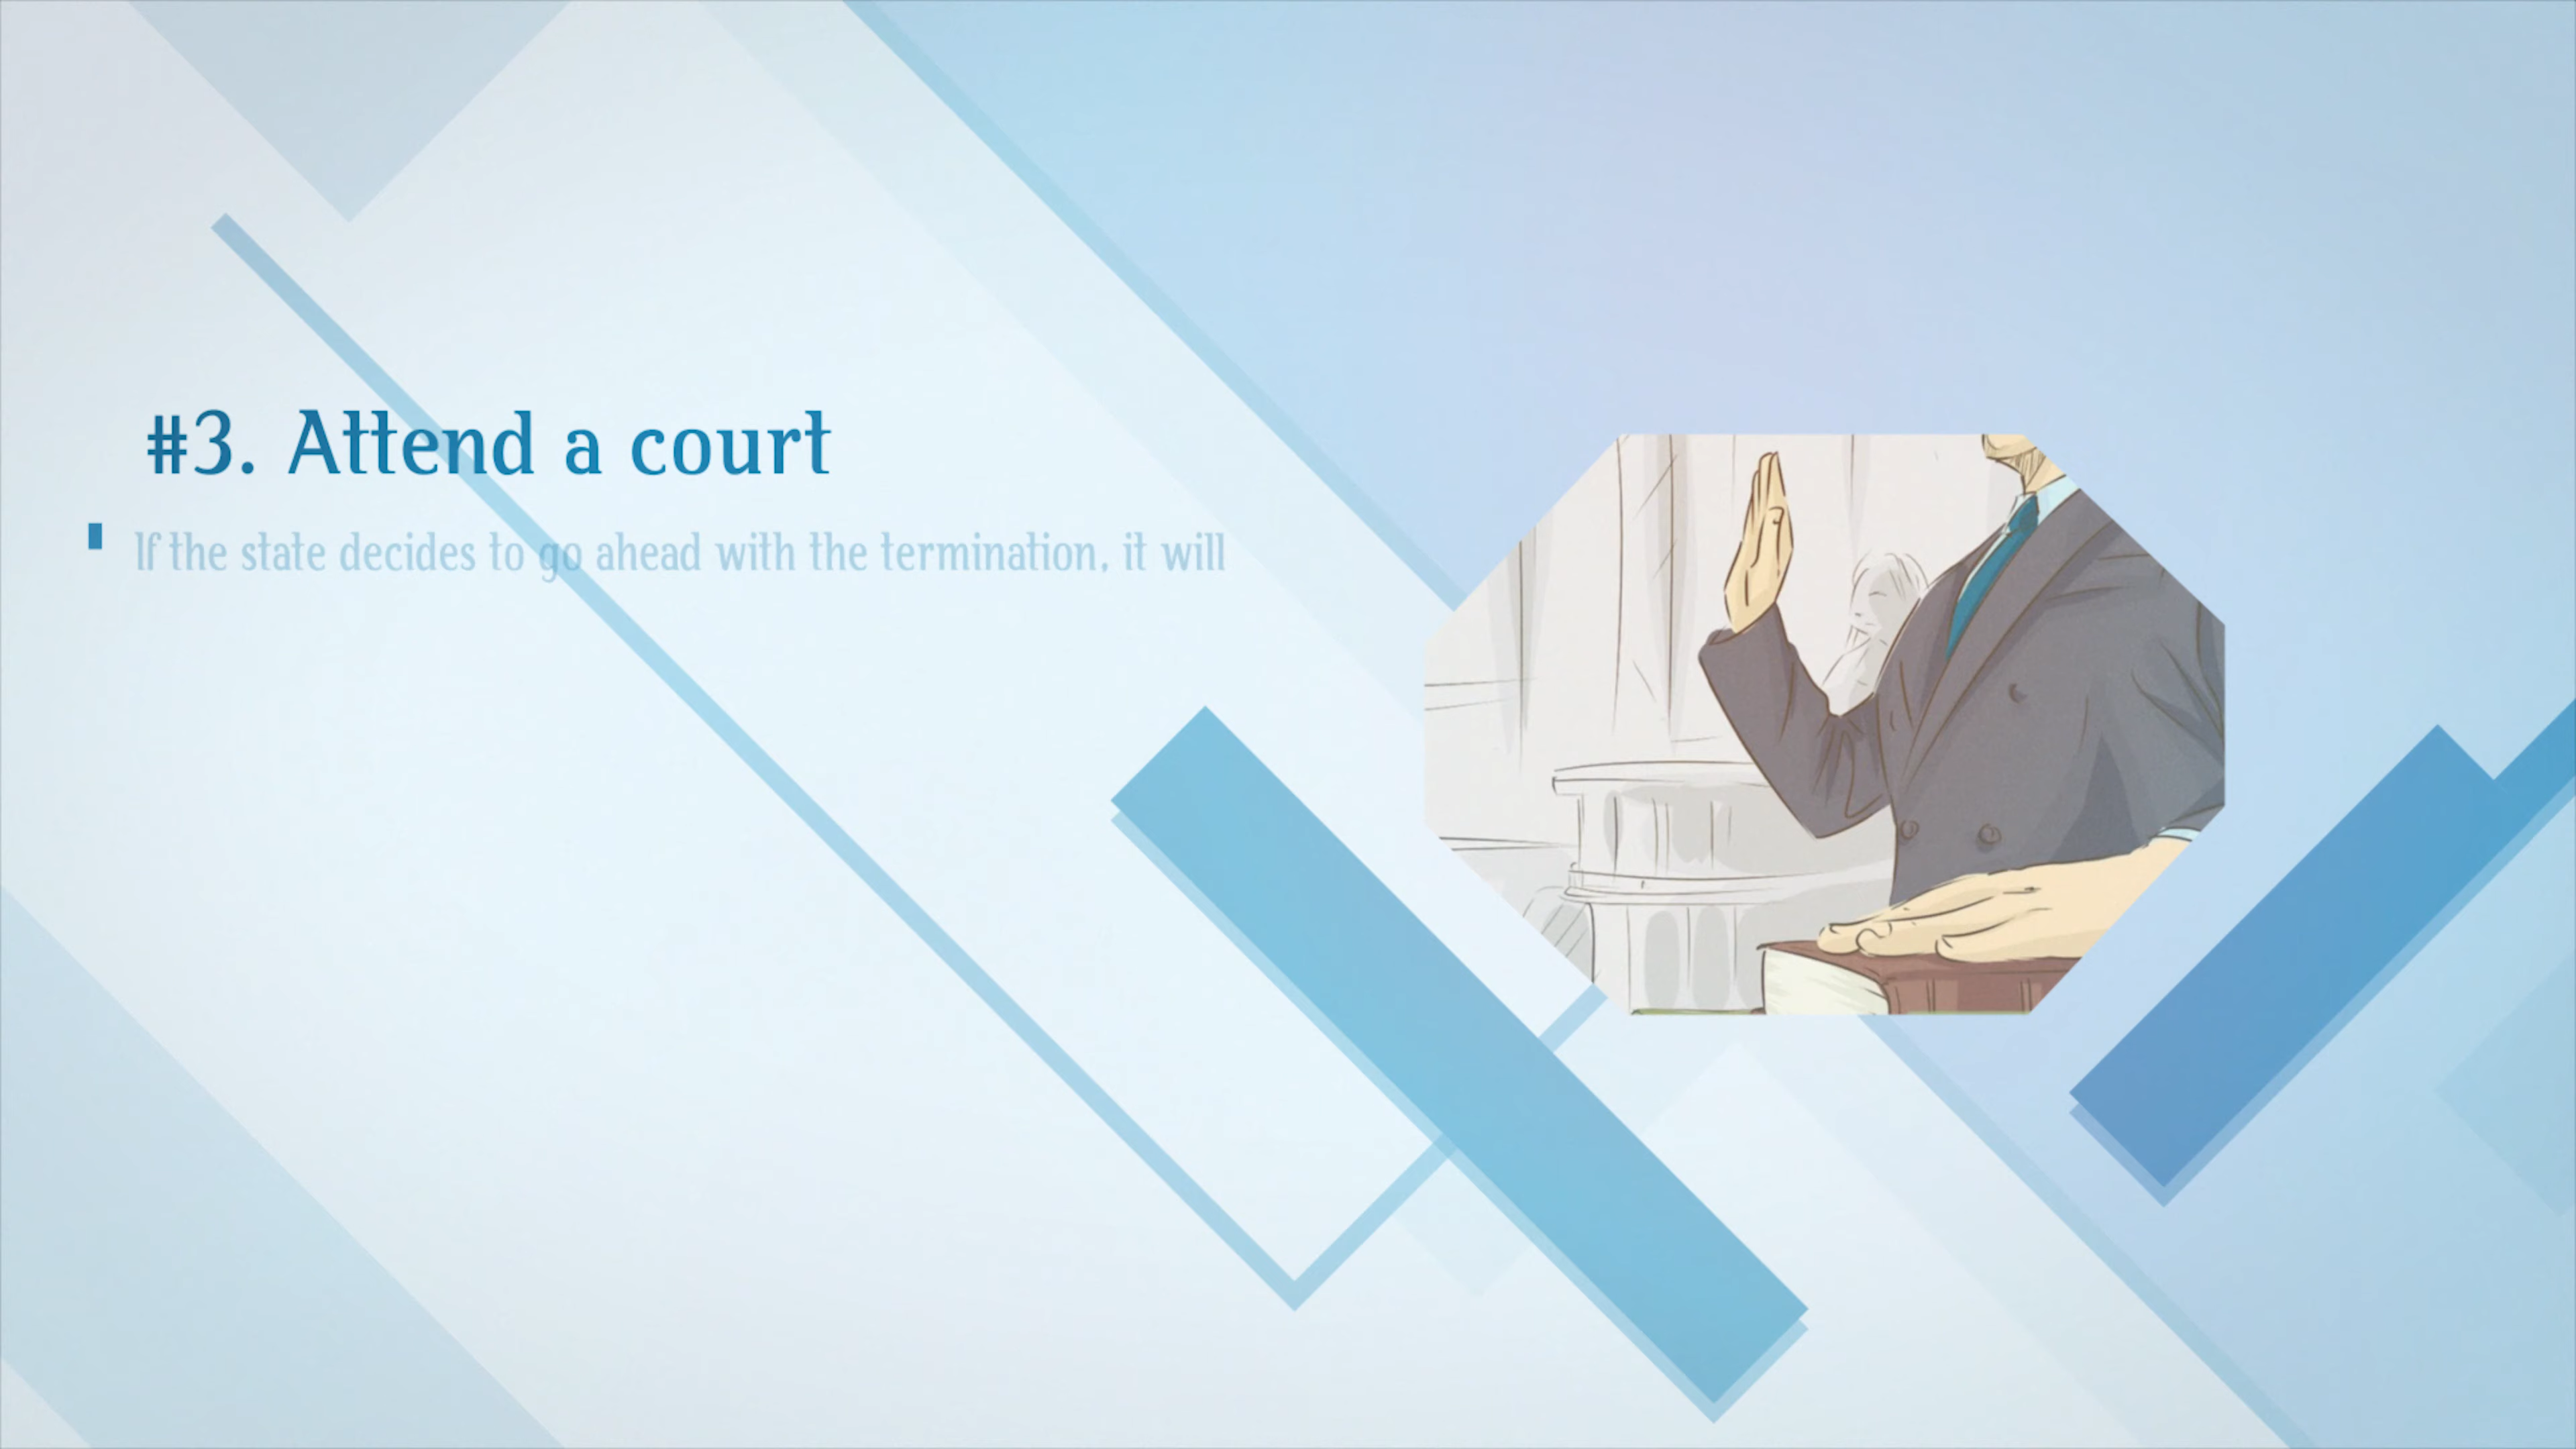 #3. Attend a court
If the state decides to go ahead with the termination, it will